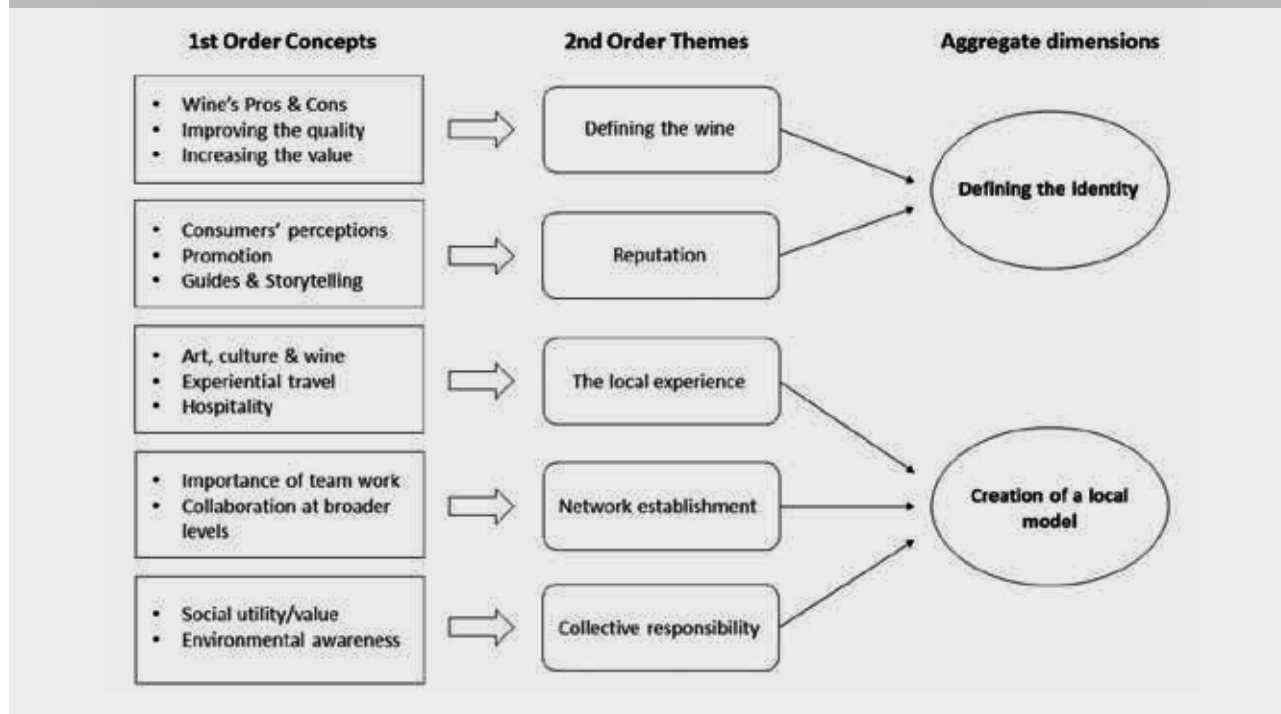 1st Order Concepts
2nd Order Themes
Aggregate dimensions
• Wine's Pros & Cons
• Improving the quality
• Increasing the value
Defining the wine
Defining the identity
• Consumers' perceptions
• Promotion
• Guides & Storytelling
Reputation
• Art, culture & wine
• Experiential travel
• Hospitality
The local experience
• Importance of team work
• Collaboration at broader
levels
Network establishment
Creation of a local
model
• Social utility/value
• Environmental awareness
Collective responsibility